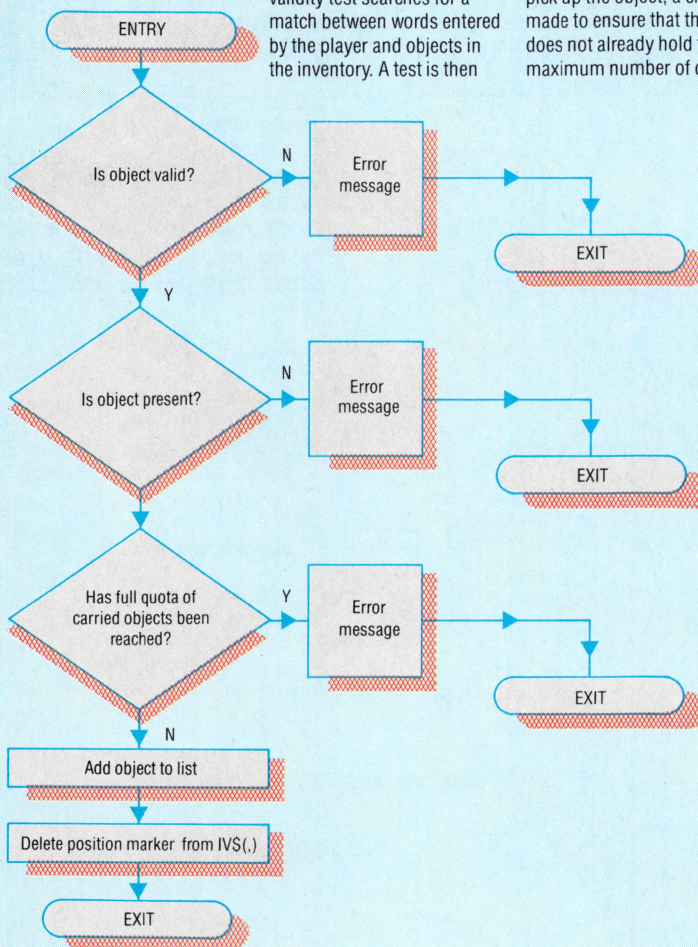 validity test searches for a
match between words entered
by the player and objects in
the inventory. A test is then
pick up the object, a
made to ensure that
does not already hold
maximum number of
ENTRY
Is object valid?
N
Error
message
EXIT
Y
Is object present?
N
Error
message
EXIT
Has full quota of
carried objects been
reached?
Y
Error
message
EXIT
N
Add object to list
Delete position marker from IV$(,)
EXIT